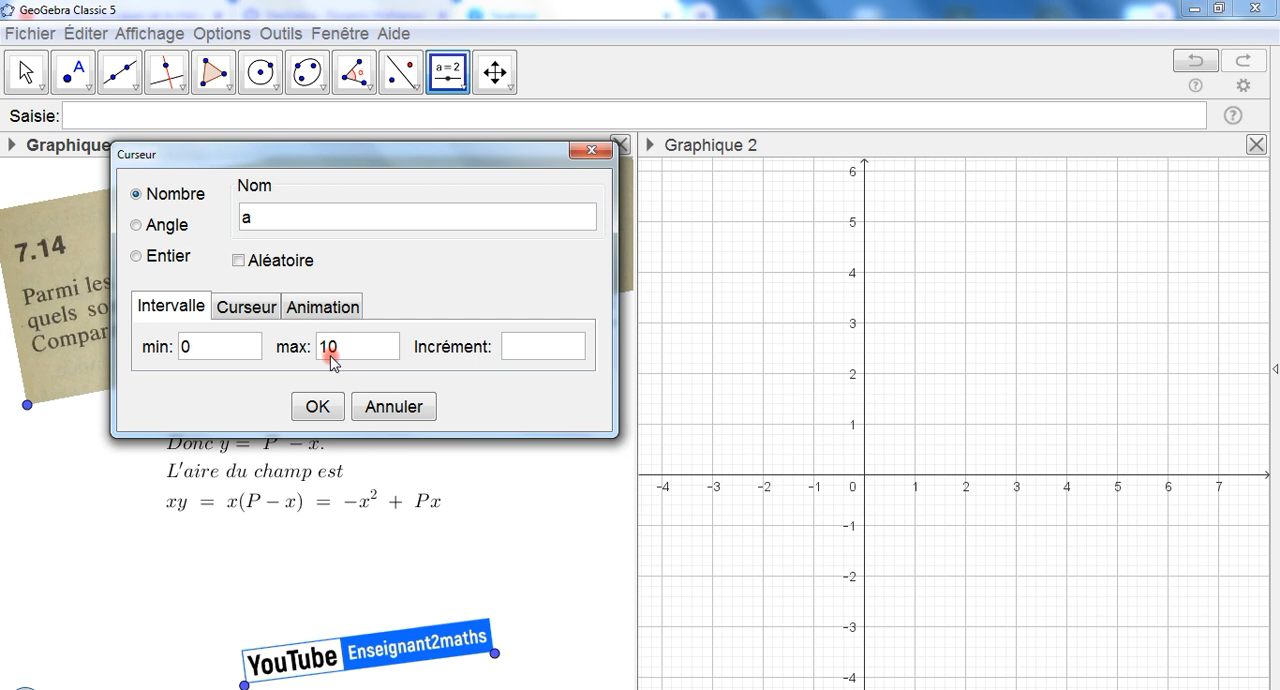 GeoGebra Classic 5
Fichier Éditer Affichage Options Outils Fenêtre Aide
A
α
a=2
Saisie:
?
Graphique
Graphique 2
Curseur
Nombre
Angle
Entier
Nom
a
Aléatoire
Intervalle Curseur Animation
min: 0 max: 10 Incrément:
OK Annuler
7.14
Parmi les
quels so
Compar
Donc y = P − x.
L'aire du champ est
xy = x(P − x) = −x² + Px
YouTube Enseignant2maths
6
5
4
3
2
1
−4 −3 −2 −1 0 1 2 3 4 5 6 7
−1
−2
−3
−4